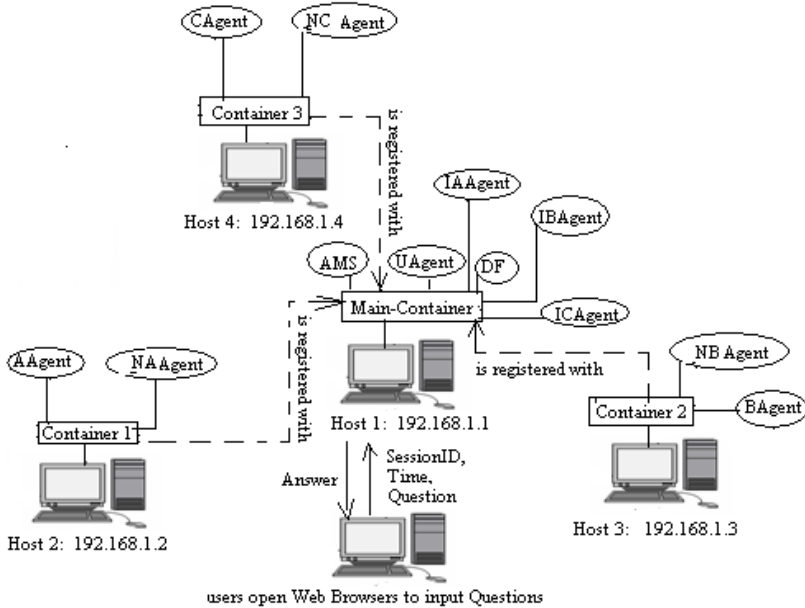 CAgent
NC Agent
Container 3
is registered with
Host 4: 192.168.1.4
IAAgent
IBAgent
AMS
UAgent
DF
Main-Container
ICAgent
is registered with
AAgent
NAAgent
is registered with
NB Agent
Container 1
Host 1: 192.168.1.1
Container 2
BAgent
Answer
SessionID,
Time,
Question
Host 2: 192.168.1.2
Host 3: 192.168.1.3
users open Web Browsers to input Questions